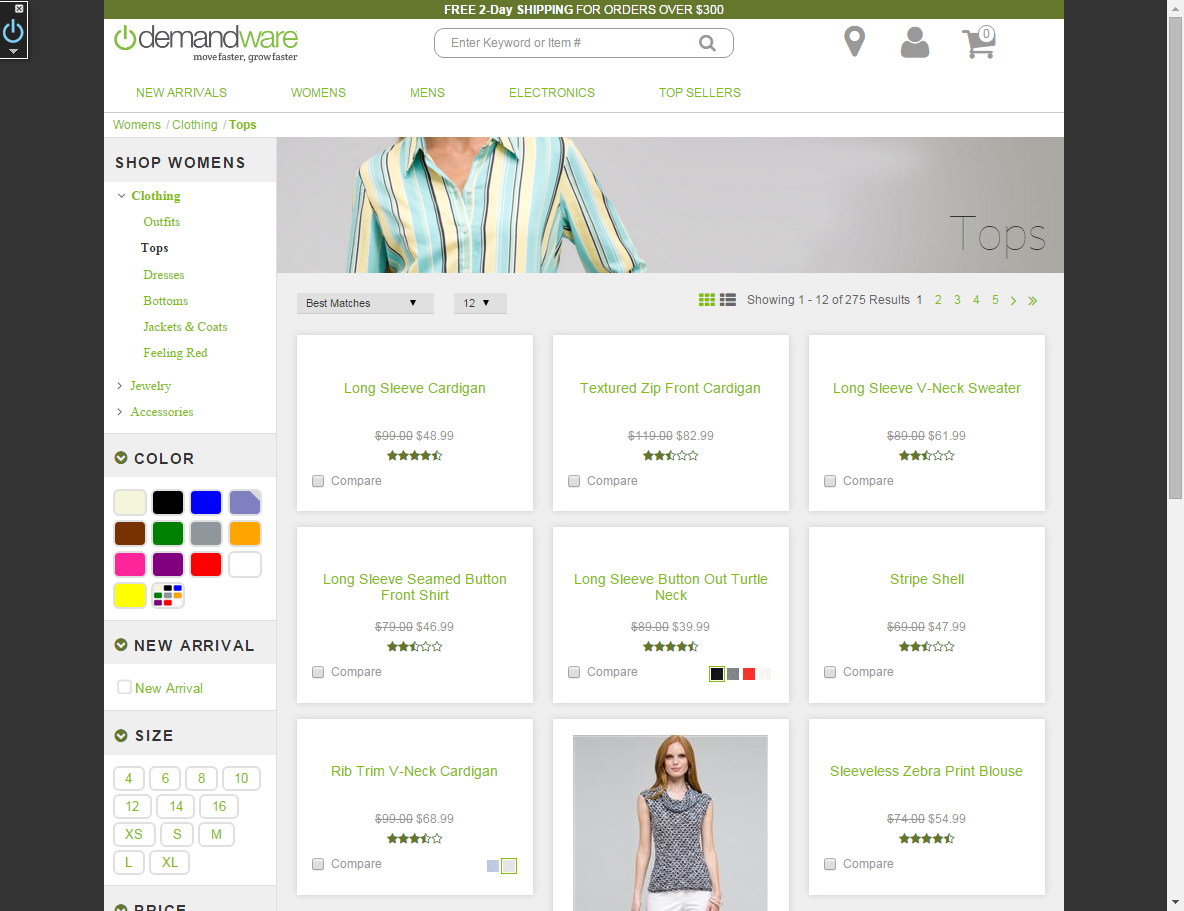 FREE 2-Day SHIPPING FOR ORDERS OVER $300
demandware
move faster, grow faster
Enter Keyword or Item #
0
NEW ARRIVALS WOMENS MENS ELECTRONICS TOP SELLERS
Womens / Clothing / Tops
SHOP WOMENS
Clothing
Outfits
Tops
Dresses
Bottoms
Jackets & Coats
Feeling Red
Jewelry
Accessories
COLOR
NEW ARRIVAL
New Arrival
SIZE
4 6 8 10
12 14 16
XS S M
L XL
PRICE
Tops
Best Matches 12 Showing 1 - 12 of 275 Results 1 2 3 4 5 > »
Long Sleeve Cardigan
$99.00 $48.99
Compare
Textured Zip Front Cardigan
$119.00 $82.99
Compare
Long Sleeve V-Neck Sweater
$89.00 $61.99
Compare
Long Sleeve Seamed Button
Front Shirt
$79.00 $46.99
Compare
Long Sleeve Button Out Turtle
Neck
$89.00 $39.99
Compare
Stripe Shell
$69.00 $47.99
Compare
Rib Trim V-Neck Cardigan
$99.00 $68.99
Compare
Sleeveless Zebra Print Blouse
$74.00 $54.99
Compare